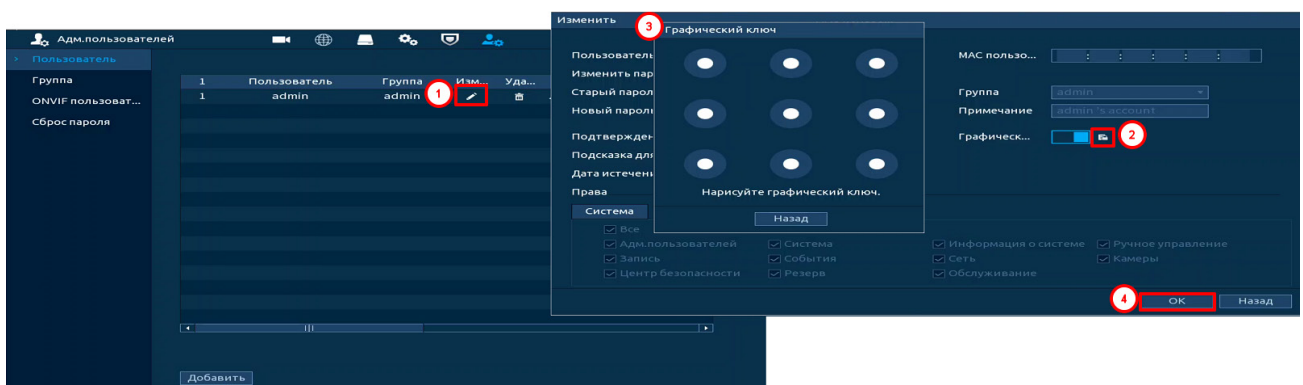 Адм.пользователей
Пользователь
Группа
ONVIF пользоват...
Сброс пароля
1 Пользователь Группа Изм... Уда...
1 admin admin 1
Добавить
Изменить
3
Графический ключ
Пользователь
Изменить пар
Старый парол
Новый пароль
Подтвержден
Подсказка для
Дата истечени
Права
Нарисуйте графический ключ.
Назад
MAC пользо... : : : : :
Группа admin
Примечание admin 's account
Графическ... 2
Система
Все
Адм.пользователей Система Информация о системе Ручное управление
Запись События Сеть Камеры
Центр безопасности Резерв Обслуживание
4 OK Назад